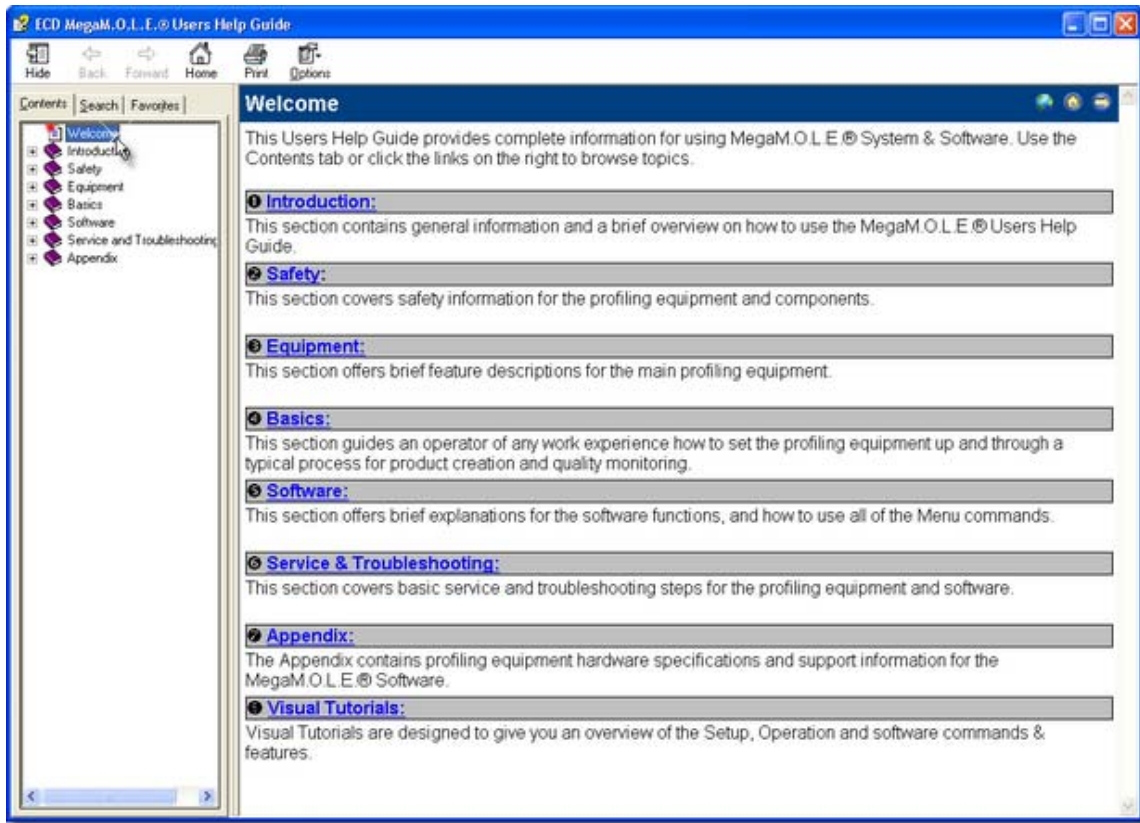 ECD MegaM.O.L.E.® Users Help Guide
Hide Back Forward Home Print Options
Contents Search Favorites
Welcome
Introduction
Safety
Equipment
Basics
Software
Service and Troubleshooting
Appendix
Welcome
This Users Help Guide provides complete information for using MegaM.O.L.E.® System & Software. Use the
Contents tab or click the links on the right to browse topics.
❶ Introduction:
This section contains general information and a brief overview on how to use the MegaM.O.L.E.® Users Help
Guide.
❷ Safety:
This section covers safety information for the profiling equipment and components.
❸ Equipment:
This section offers brief feature descriptions for the main profiling equipment.
❹ Basics:
This section guides an operator of any work experience how to set the profiling equipment up and through a
typical process for product creation and quality monitoring.
❺ Software:
This section offers brief explanations for the software functions, and how to use all of the Menu commands.
❻ Service & Troubleshooting:
This section covers basic service and troubleshooting steps for the profiling equipment and software.
❼ Appendix:
The Appendix contains profiling equipment hardware specifications and support information for the
MegaM.O.L.E.® Software.
Visual Tutorials:
Visual Tutorials are designed to give you an overview of the Setup, Operation and software commands &
features.